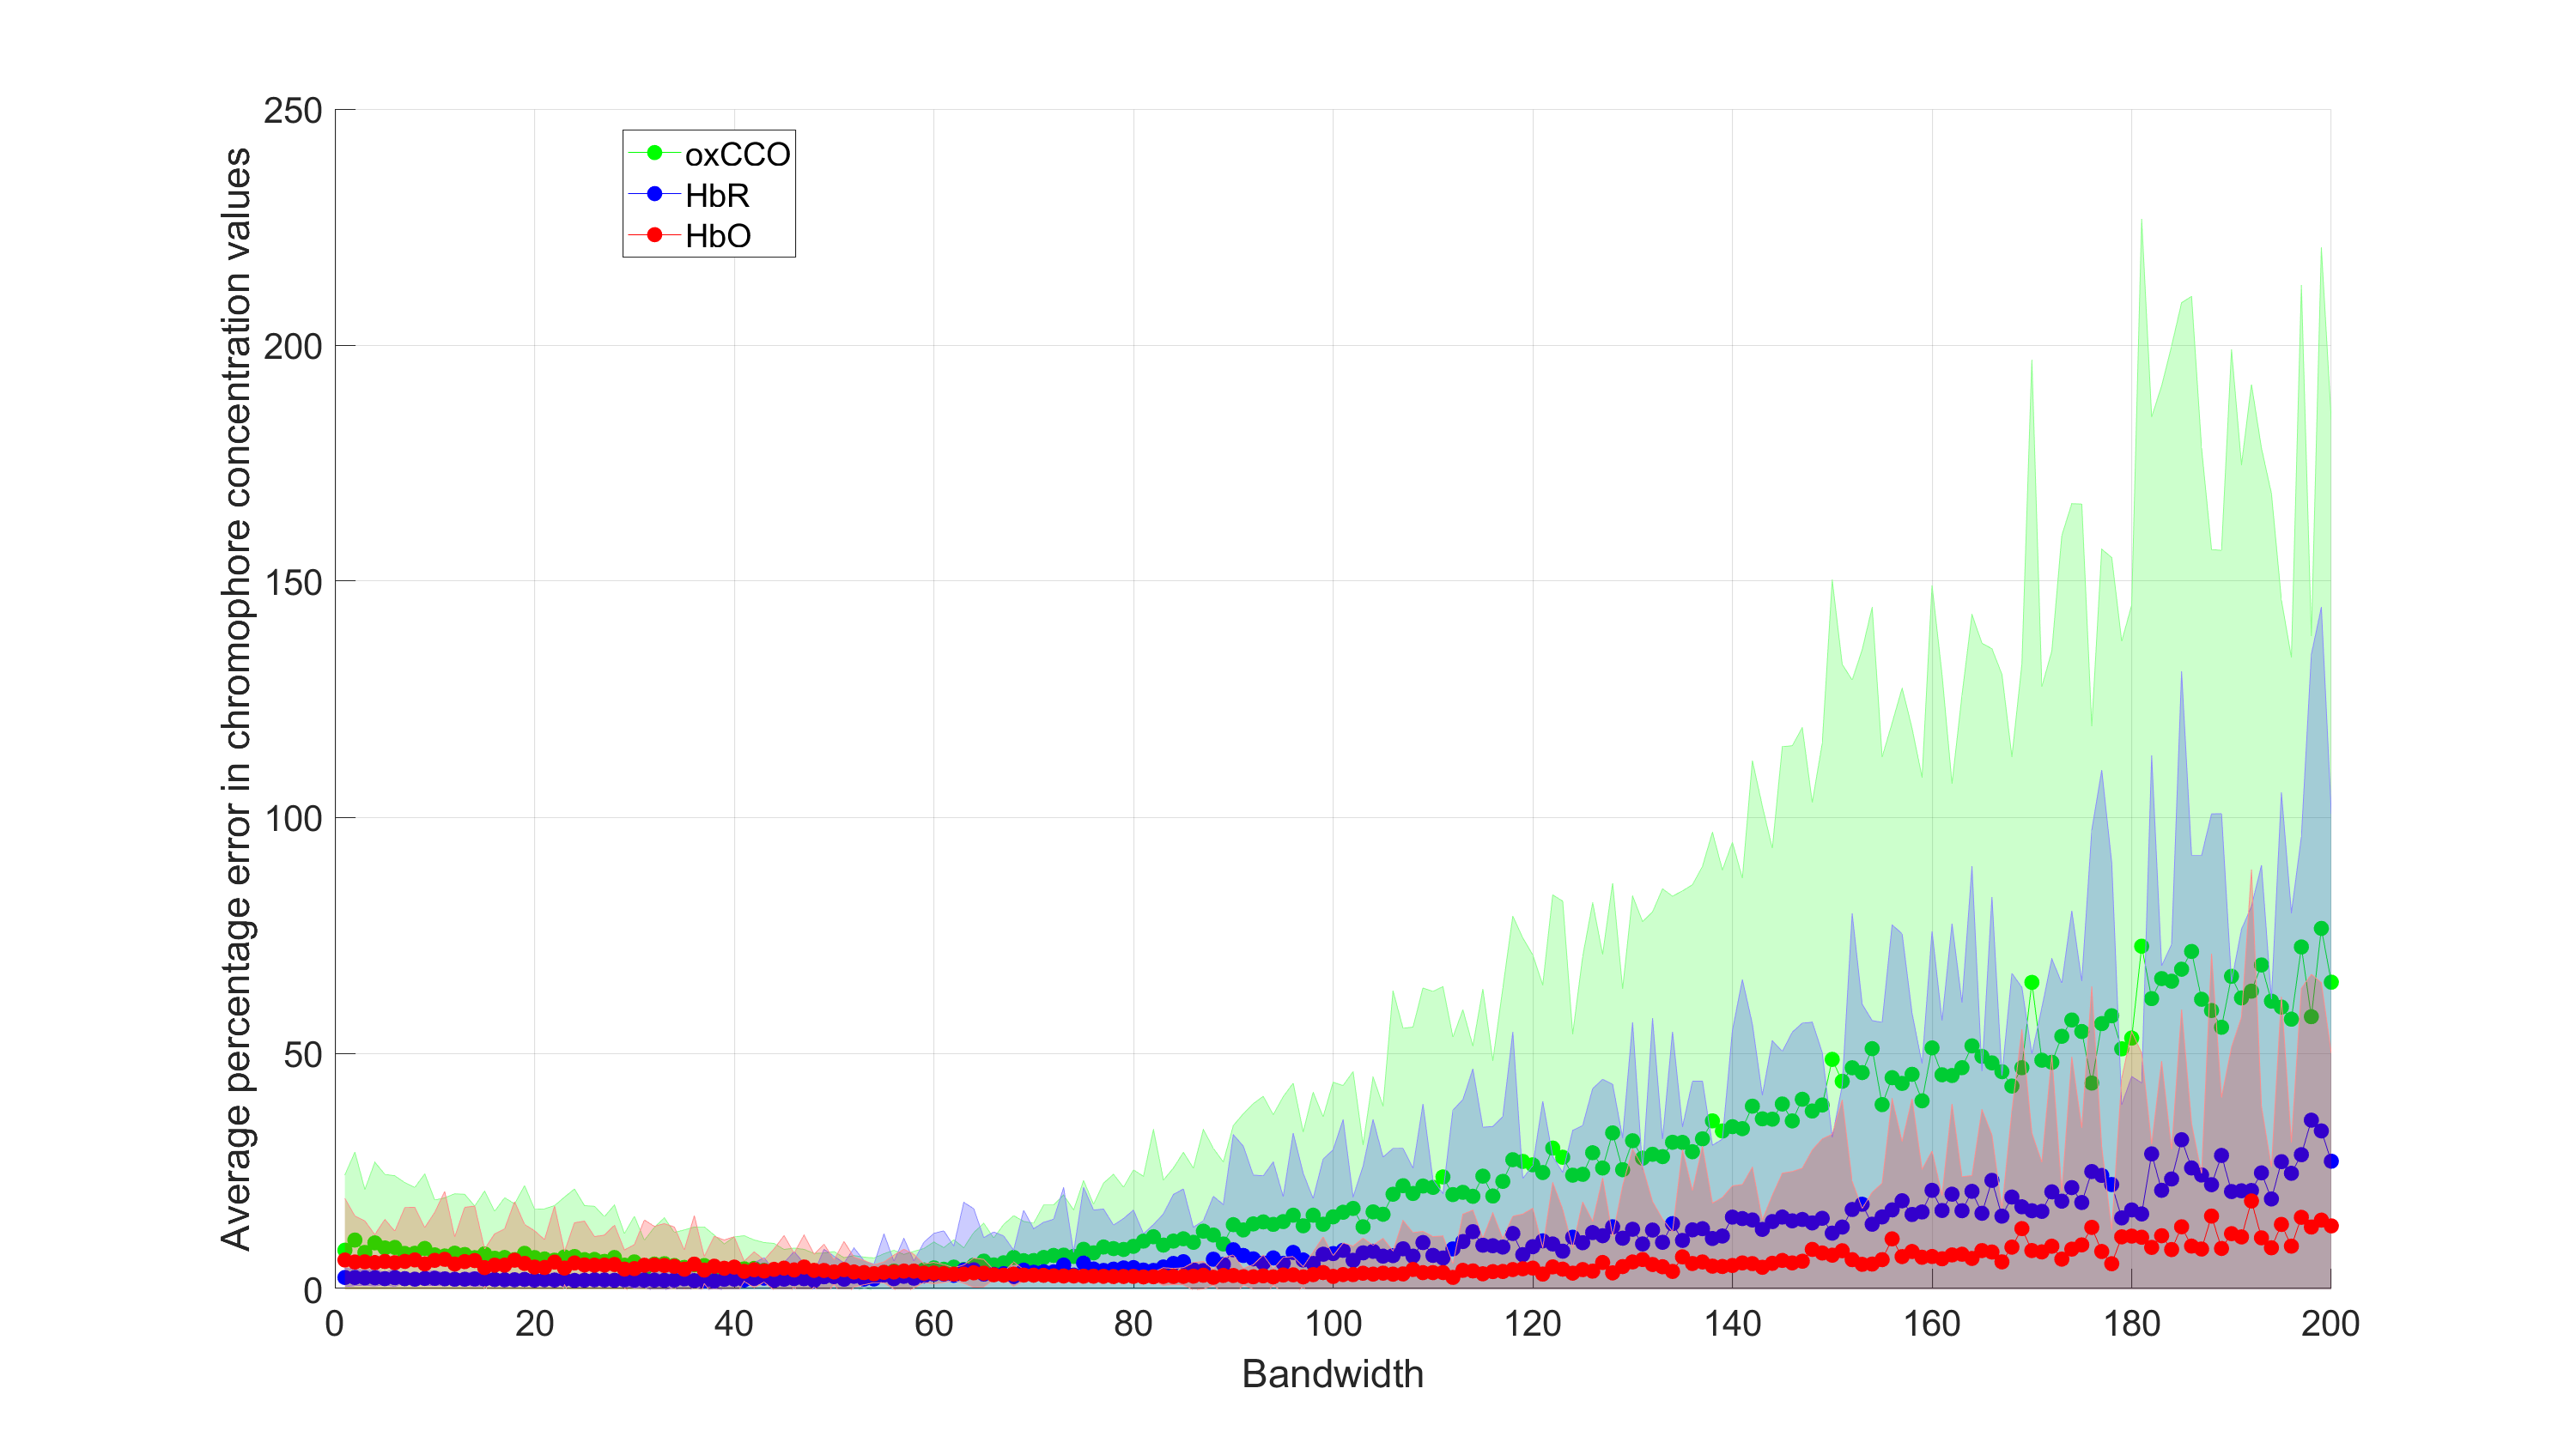 Average percentage error in chromophore concentration values
250
200
150
100
50
0
oxCCO
HbR
HbO
0 20 40 60 80 100 120 140 160 180 200
Bandwidth